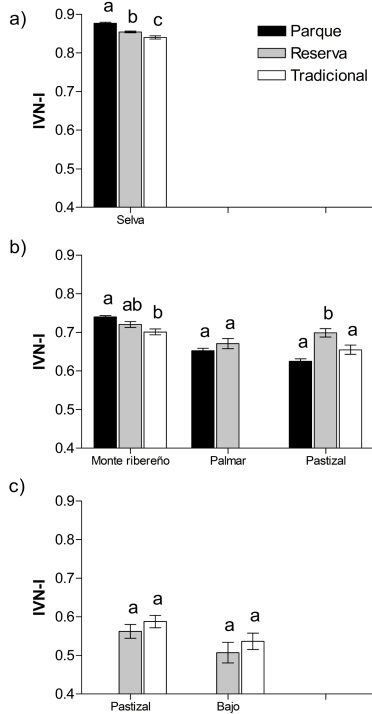 a)
IVN-I
0.9
0.8
0.7
0.6
0.5
0.4
a b c
Selva
Parque
Reserva
Tradicional
b)
IVN-I
0.9
0.8
0.7
0.6
0.5
0.4
a ab b
a a
a b a
Monte ribereño Palmar Pastizal
c)
IVN-I
0.9
0.8
0.7
0.6
0.5
0.4
a a
a a
Pastizal Bajo